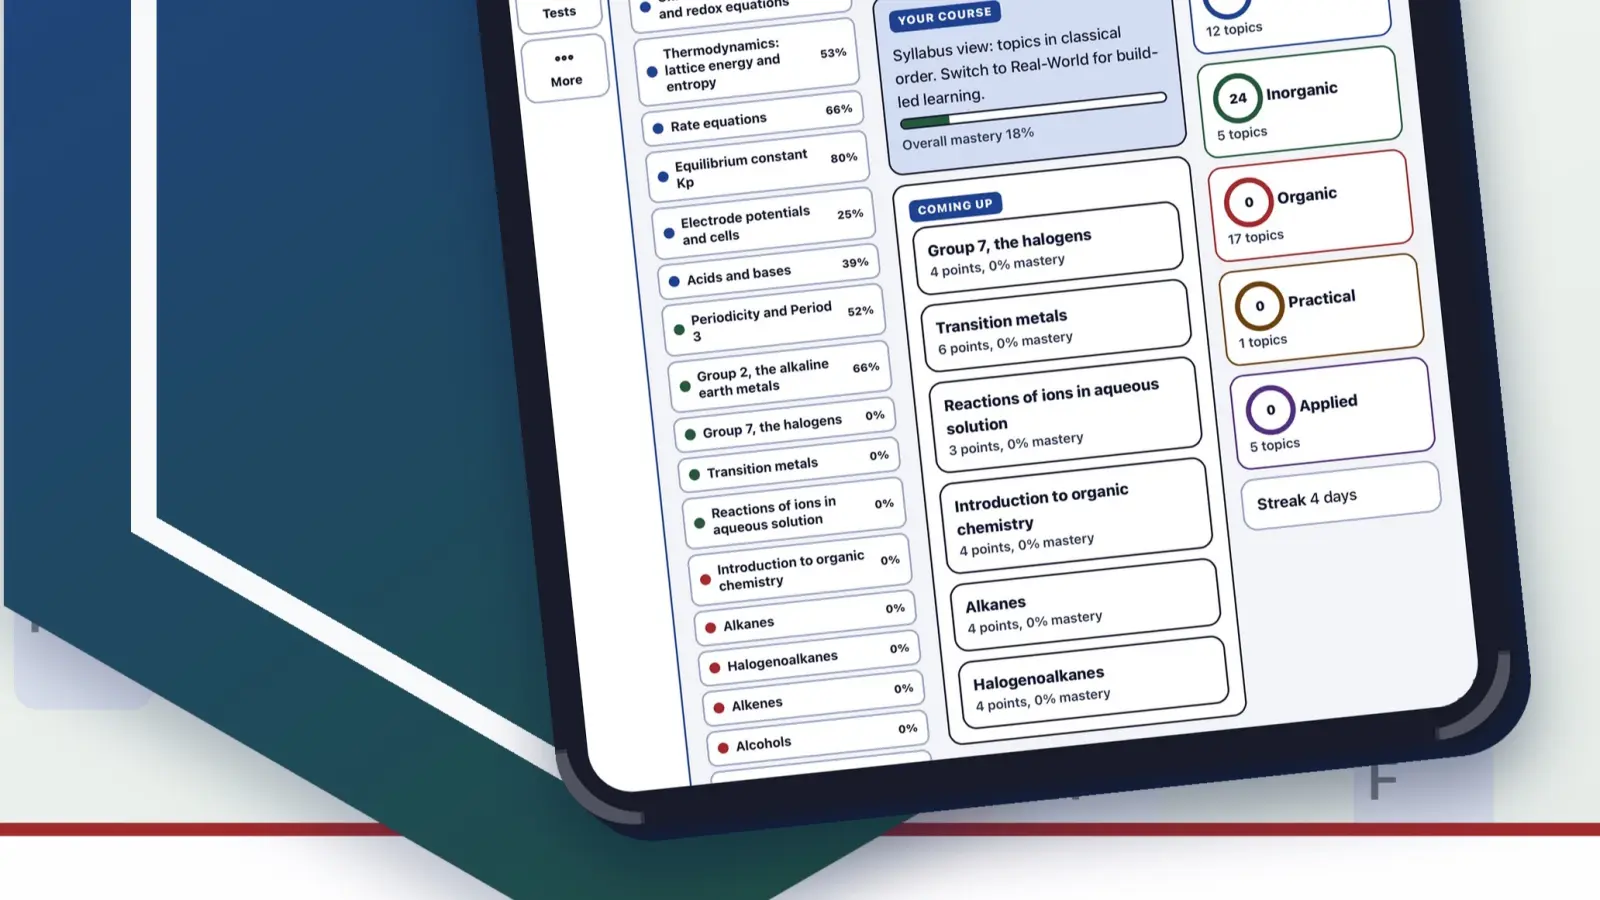 Tests
•••
More
and redox equations
Thermodynamics:
lattice energy and
entropy
53%
Rate equations
66%
Equilibrium constant
Kp
80%
Electrode potentials
and cells
25%
Acids and bases
39%
Periodicity and Period
3
52%
Group 2, the alkaline
earth metals
66%
Group 7, the halogens
0%
Transition metals
0%
Reactions of ions in
aqueous solution
0%
Introduction to organic
chemistry
0%
Alkanes
0%
Halogenoalkanes
0%
Alkenes
0%
Alcohols
0%
YOUR COURSE
Syllabus view: topics in classical
order. Switch to Real-World for build-
led learning.
Overall mastery 18%
COMING UP
Group 7, the halogens
4 points, 0% mastery
Transition metals
6 points, 0% mastery
Reactions of ions in aqueous
solution
3 points, 0% mastery
Introduction to organic
chemistry
4 points, 0% mastery
Alkanes
4 points, 0% mastery
Halogenoalkanes
4 points, 0% mastery
12 topics
24 Inorganic
5 topics
0 Organic
17 topics
0 Practical
1 topics
0 Applied
5 topics
Streak 4 days
F